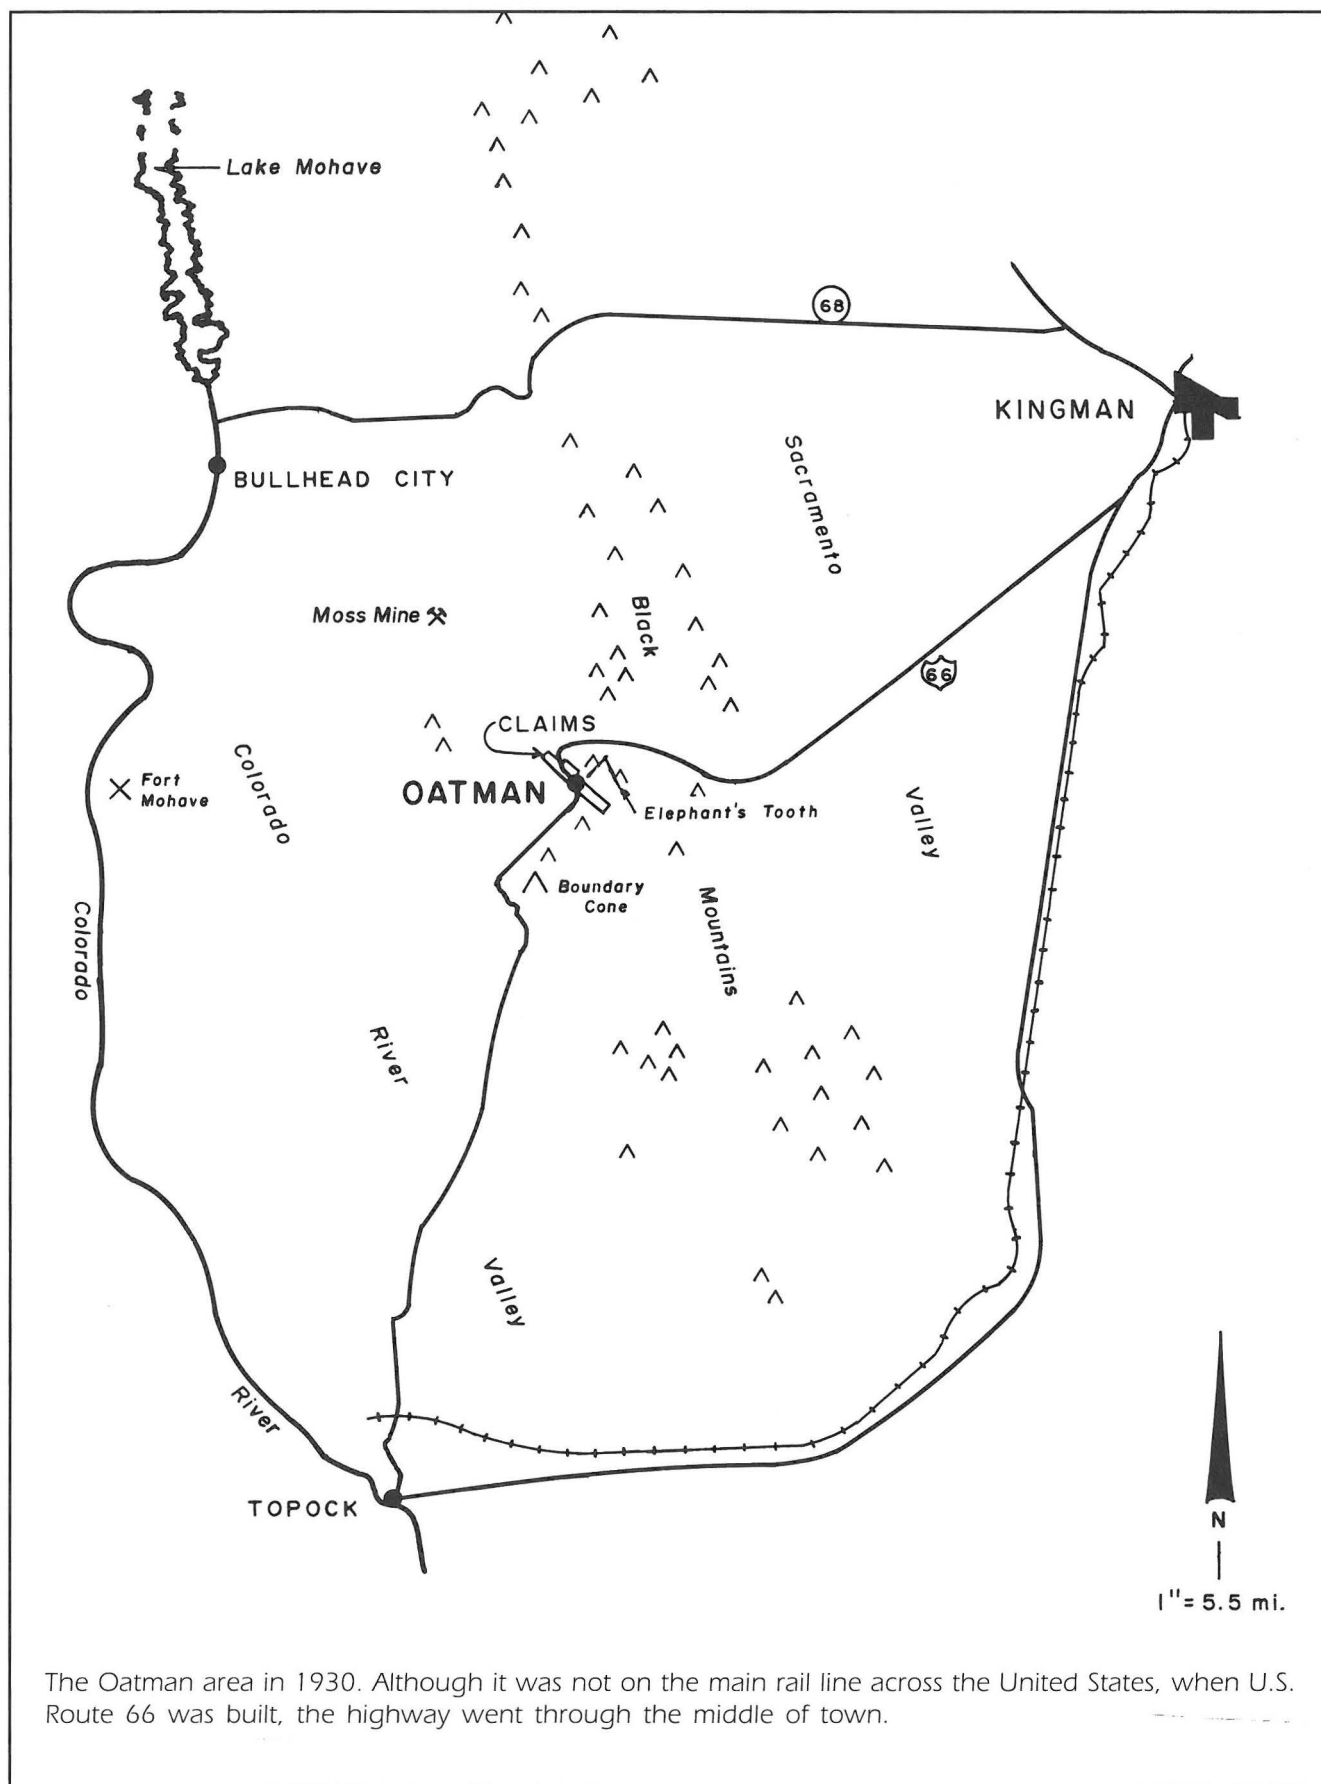 Lake Mohave
68
KINGMAN
Sacramento
BULLHEAD CITY
Moss Mine
Black
66
CLAIMS
OATMAN
Fort
Mohave
Colorado
Elephant's Tooth
Valley
Boundary
Cone
Mountains
Colorado
River
Valley
River
TOPOCK
N
1" = 5.5 mi.
The Oatman area in 1930. Although it was not on the main rail line across the United States, when U.S.
Route 66 was built, the highway went through the middle of town.